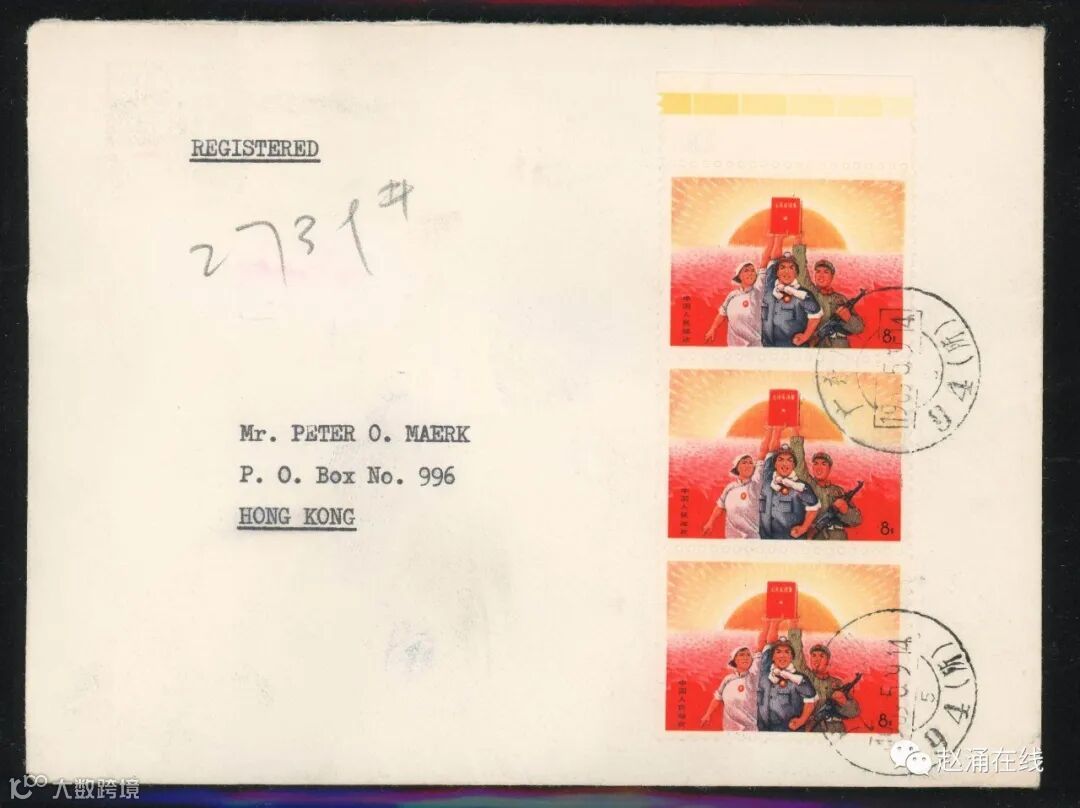 REGISTERED
2731#
Mr. PETER O. MAERK
P. O. Box No. 996
HONG KONG
中国人民邮政
8分
中国人民邮政
8分
中国人民邮政
8分
赵涌在线
大数跨境